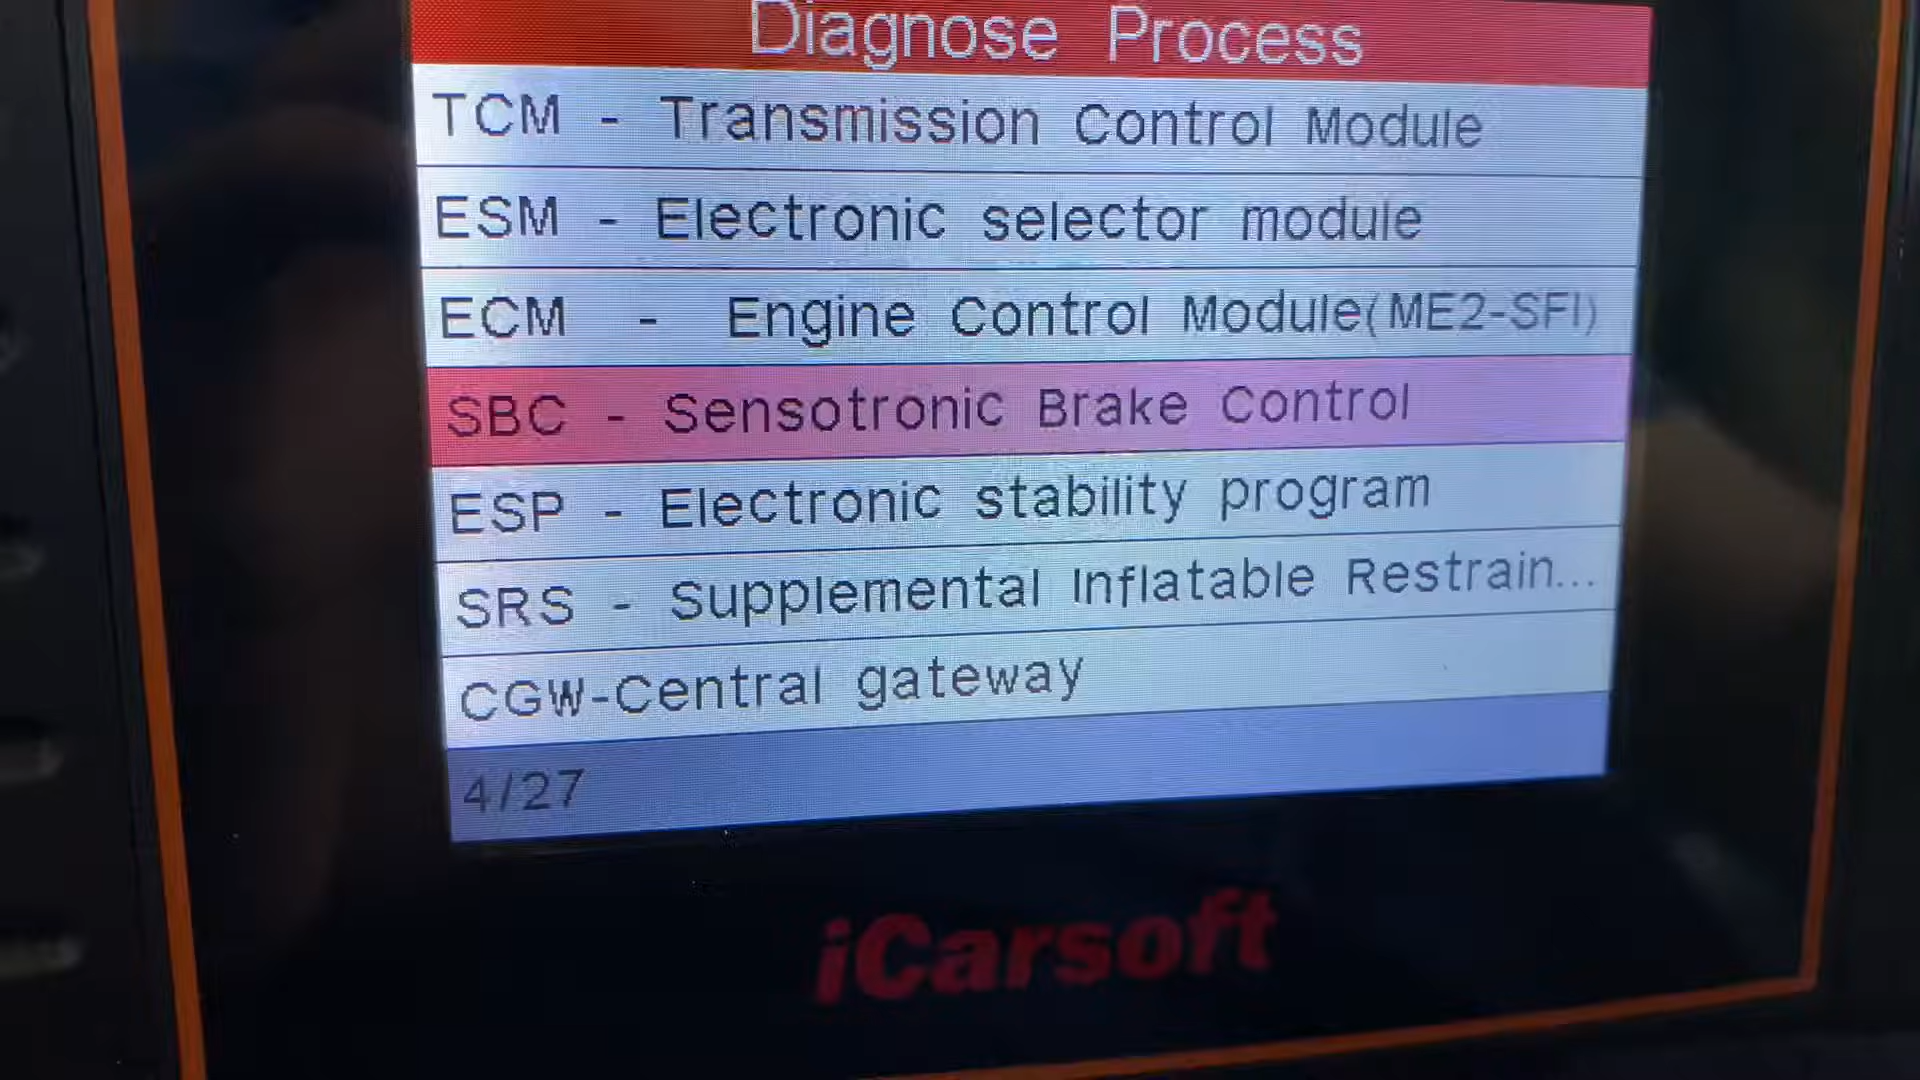 Diagnose Process
TCM - Transmission Control Module
ESM - Electronic selector module
ECM - Engine Control Module(ME2-SFI)
SBC - Sensotronic Brake Control
ESP - Electronic stability program
SRS - Supplemental Inflatable Restrain...
CGW-Central gateway
4/27
iCarsoft